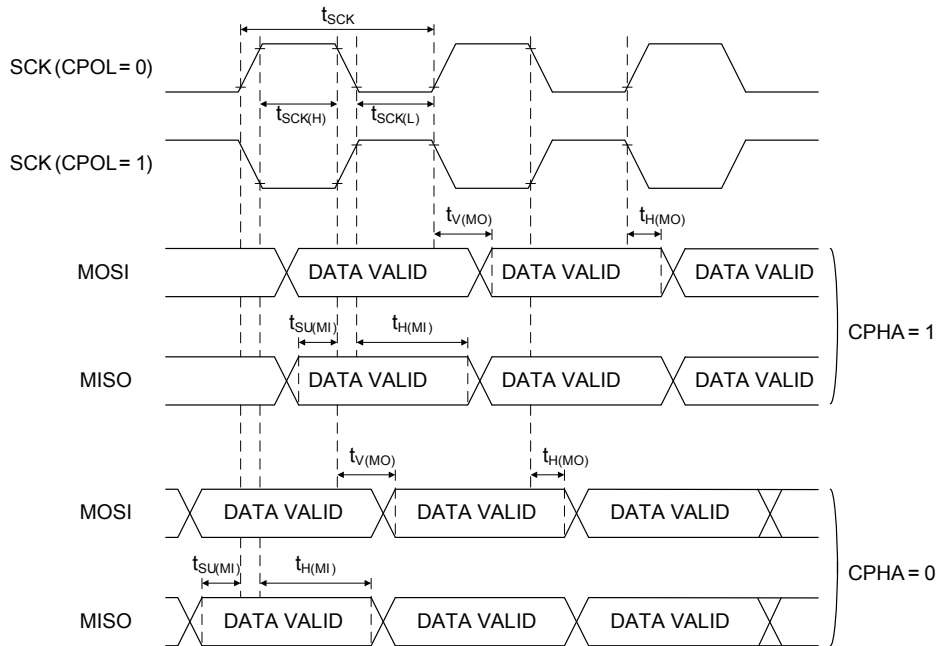 tSCK
SCK (CPOL = 0)
tSCK(H)
tSCK(L)
SCK (CPOL = 1)
tV(MO)
tH(MO)
MOSI
DATA VALID
DATA VALID
DATA VALID
tSU(MI)
tH(MI)
CPHA = 1
MISO
DATA VALID
DATA VALID
DATA VALID
tV(MO)
tH(MO)
MOSI
DATA VALID
DATA VALID
DATA VALID
tSU(MI)
tH(MI)
CPHA = 0
MISO
DATA VALID
DATA VALID
DATA VALID